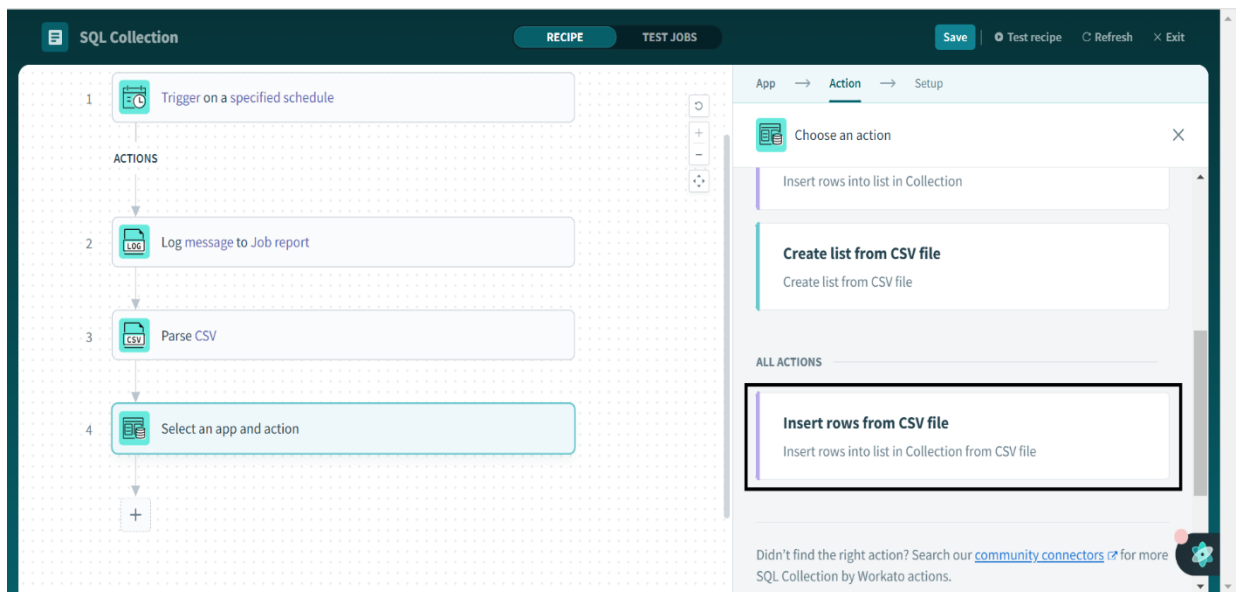 SQL Collection
RECIPE
TEST JOBS
Save
Test recipe
Refresh
Exit
1
Trigger on a specified schedule
ACTIONS
2
LOG
Log message to Job report
3
CSV
Parse CSV
4
Select an app and action
App
Action
Setup
Choose an action
Insert rows into list in Collection
Create list from CSV file
Create list from CSV file
ALL ACTIONS
Insert rows from CSV file
Insert rows into list in Collection from CSV file
Didn't find the right action? Search our community connectors for more
SQL Collection by Workato actions.